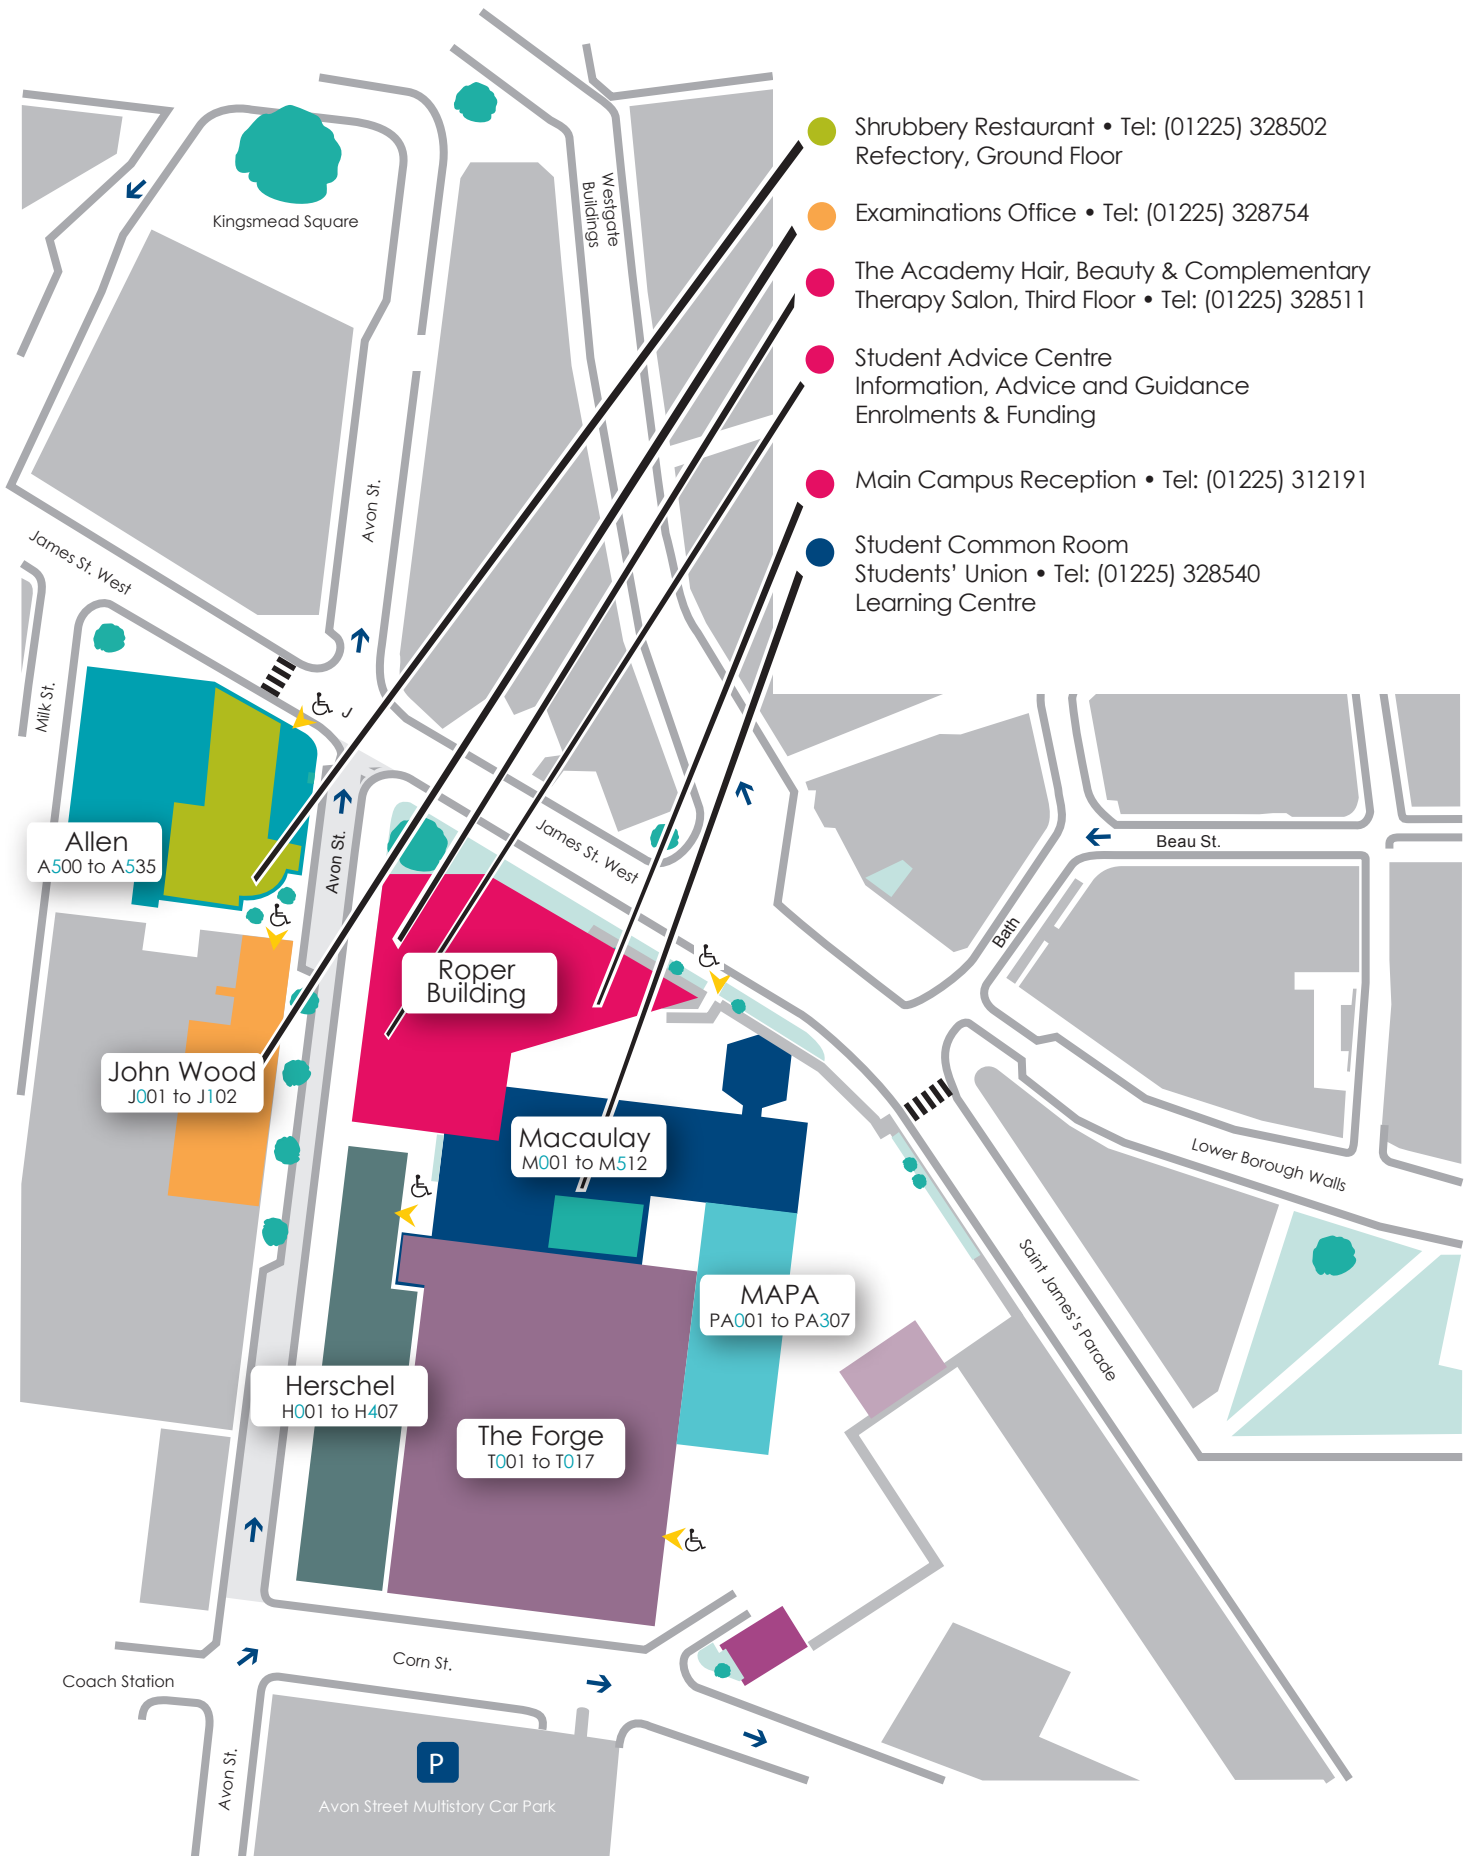 Shrubbery Restaurant • Tel: (01225) 328502
Refectory, Ground Floor
Examinations Office • Tel: (01225) 328754
The Academy Hair, Beauty & Complementary
Therapy Salon, Third Floor • Tel: (01225) 328511
Student Advice Centre
Information, Advice and Guidance
Enrolments & Funding
Main Campus Reception • Tel: (01225) 312191
Student Common Room
Students’ Union • Tel: (01225) 328540
Learning Centre
Kingsmead Square
Westgate
Buildings
Avon St.
James St. West
Milk St.
J
Allen
A500 to A535
Avon St.
James St. West
Beau St.
Bath
Roper
Building
John Wood
J001 to J102
Macaulay
M001 to M512
Lower Borough Walls
Saint James's Parade
MAPA
PA001 to PA307
Herschel
H001 to H407
The Forge
T001 to T017
Corn St.
Coach Station
Avon St.
P
Avon Street Multistory Car Park